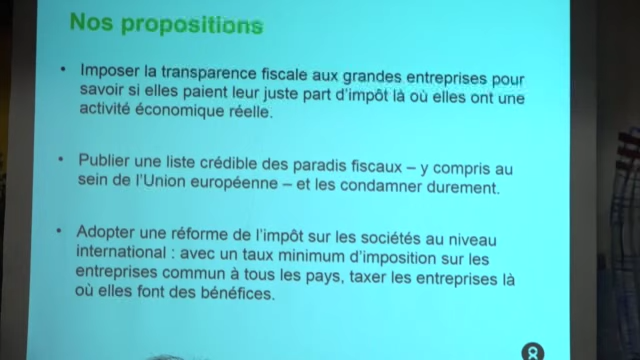 Nos propositions
• Imposer la transparence fiscale aux grandes entreprises pour
savoir si elles paient leur juste part d'impôt là où elles ont une
activité économique réelle.
• Publier une liste crédible des paradis fiscaux – y compris au
sein de l'Union européenne – et les condamner durement.
• Adopter une réforme de l'impôt sur les sociétés au niveau
international : avec un taux minimum d'imposition sur les
entreprises commun à tous les pays, taxer les entreprises là
où elles font des bénéfices.